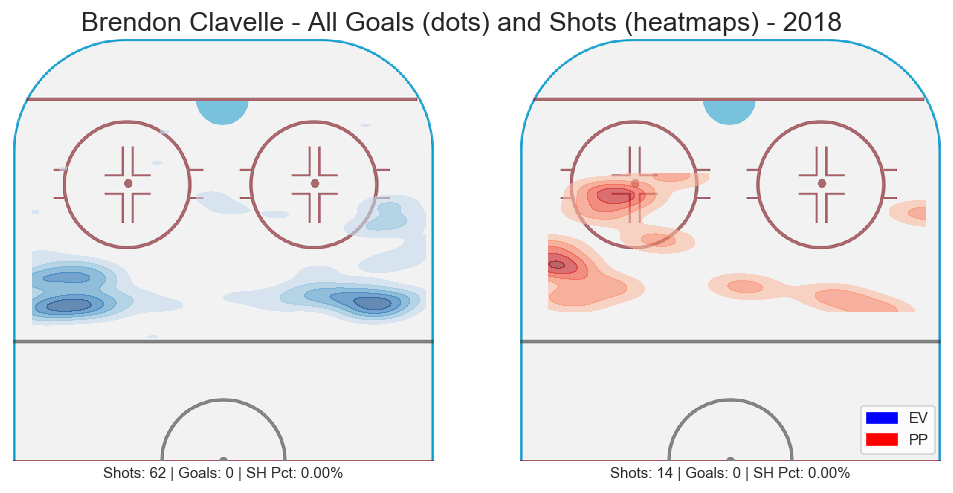 Brendon Clavelle - All Goals (dots) and Shots (heatmaps) - 2018
EV
PP
Shots: 62 | Goals: 0 | SH Pct: 0.00%
Shots: 14 | Goals: 0 | SH Pct: 0.00%